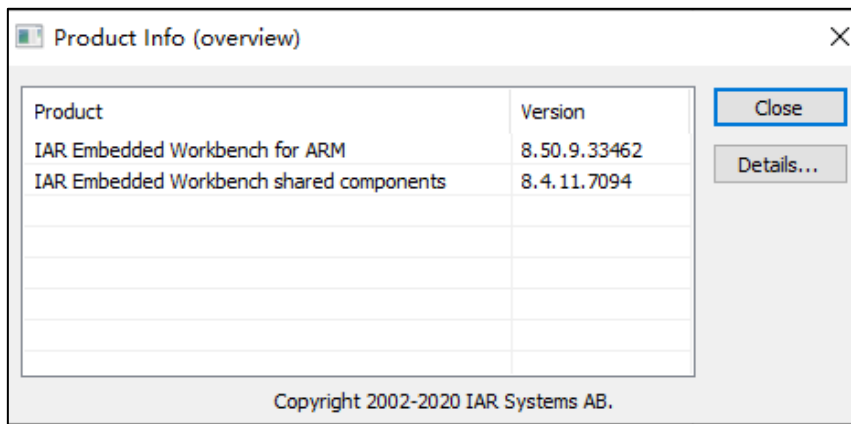 Product Info (overview)
Product Version Close
IAR Embedded Workbench for ARM 8.50.9.33462
Details...
IAR Embedded Workbench shared components 8.4.11.7094
Copyright 2002-2020 IAR Systems AB.